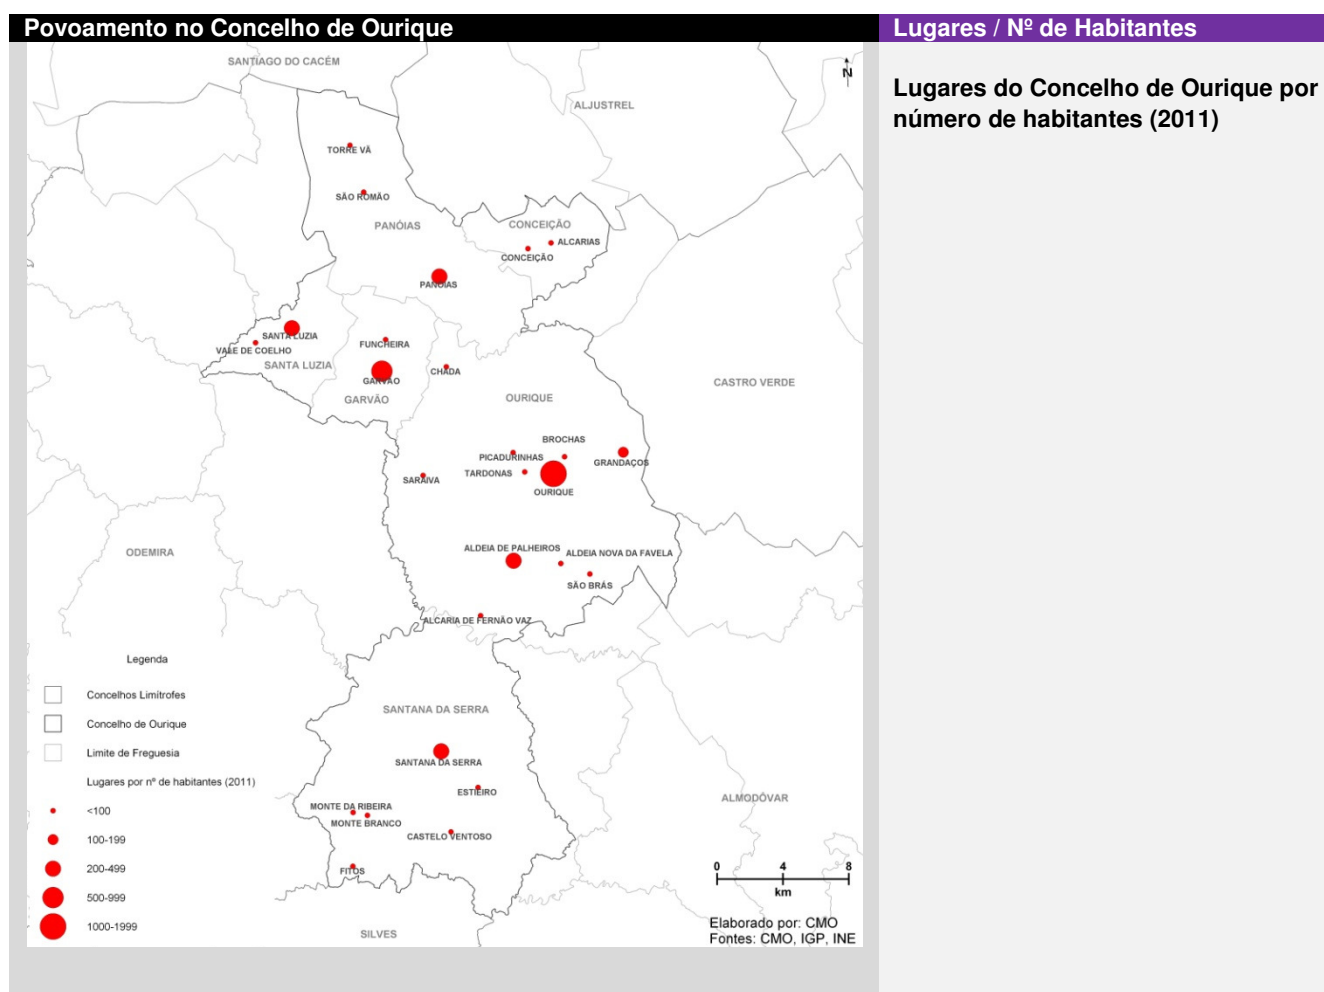 Povoamento no Concelho de Ourique
Lugares / Nº de Habitantes
Lugares do Concelho de Ourique por
número de habitantes (2011)
SANTIAGO DO CACÉM
N
ALJUSTREL
TORRE VÃ
SÃO ROMÃO
PANÓIAS
CONCEIÇÃO
ALCARIAS
CONCEIÇÃO
PANÓIAS
SANTA LUZIA
VALE DE COELHO
SANTA LUZIA
FUNCHEIRA
GARVÃO
GARVÃO
CHADA
OURIQUE
CASTRO VERDE
BROCHAS
PICADURINHAS
GRANDAÇOS
TARDONAS
SARAIVA
OURIQUE
ODEMIRA
ALDEIA DE PALHEIROS
ALDEIA NOVA DA FAVELA
SÃO BRÁS
ALCARIA DE FERNÃO VAZ
SANTANA DA SERRA
SANTANA DA SERRA
ESTIEIRO
MONTE DA RIBEIRA
MONTE BRANCO
CASTELO VENTOSO
FITOS
ALMODÔVAR
SILVES
Legenda
Concelhos Limítrofes
Concelho de Ourique
Limite de Freguesia
Lugares por nº de habitantes (2011)
<100
100-199
200-499
500-999
1000-1999
0 4 8
km
Elaborado por: CMO
Fontes: CMO, IGP, INE